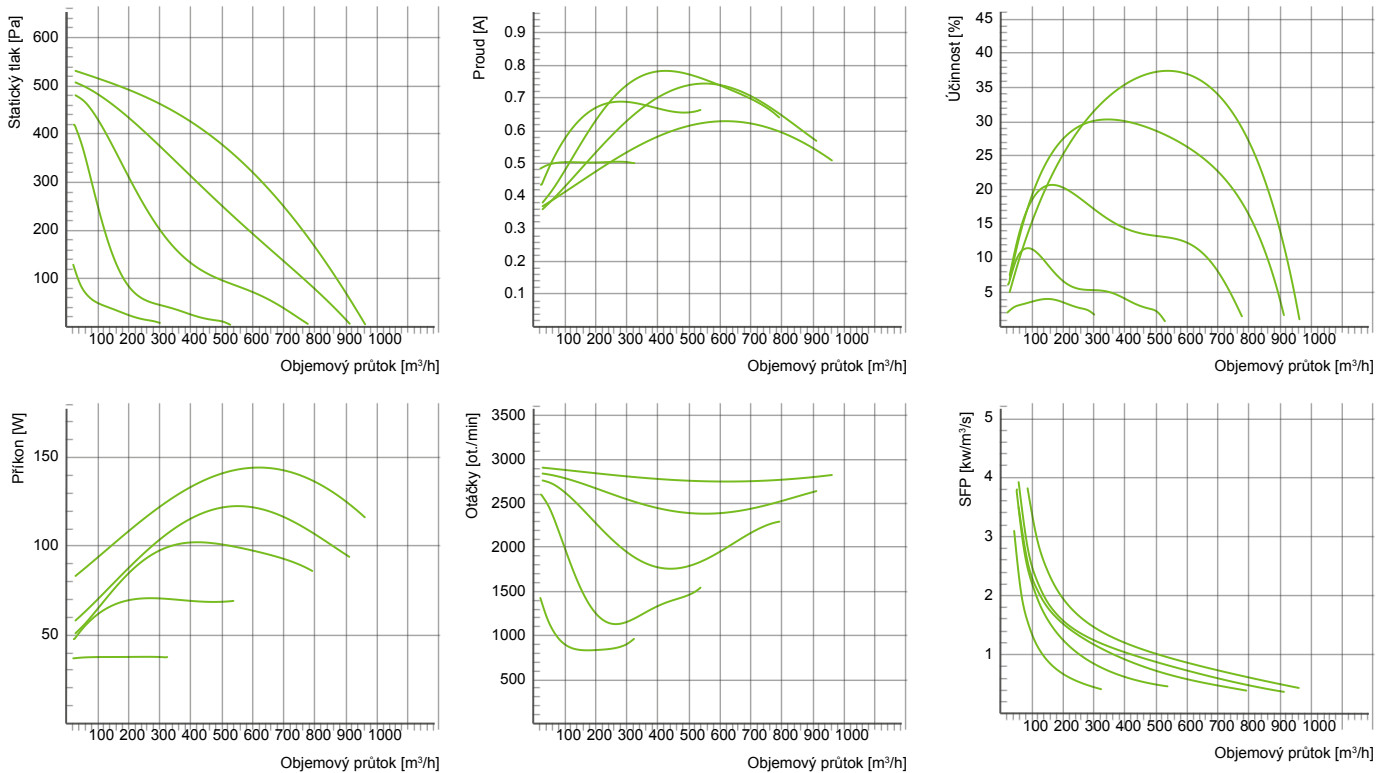 Statický tlak [Pa]
600
500
400
300
200
100
100 200 300 400 500 600 700 800 900 1000
Objemový průtok [m³/h]
Proud [A]
0.9
0.8
0.7
0.6
0.5
0.4
0.3
0.2
0.1
100 200 300 400 500 600 700 800 900 1000
Objemový průtok [m³/h]
Účinnost [%]
45
40
35
30
25
20
15
10
5
100 200 300 400 500 600 700 800 900 1000
Objemový průtok [m³/h]
Příkon [W]
150
100
50
100 200 300 400 500 600 700 800 900 1000
Objemový průtok [m³/h]
Otáčky [ot./min]
3500
3000
2500
2000
1500
1000
500
100 200 300 400 500 600 700 800 900 1000
Objemový průtok [m³/h]
SFP [kw/m³/s]
5
4
3
2
1
100 200 300 400 500 600 700 800 900 1000
Objemový průtok [m³/h]